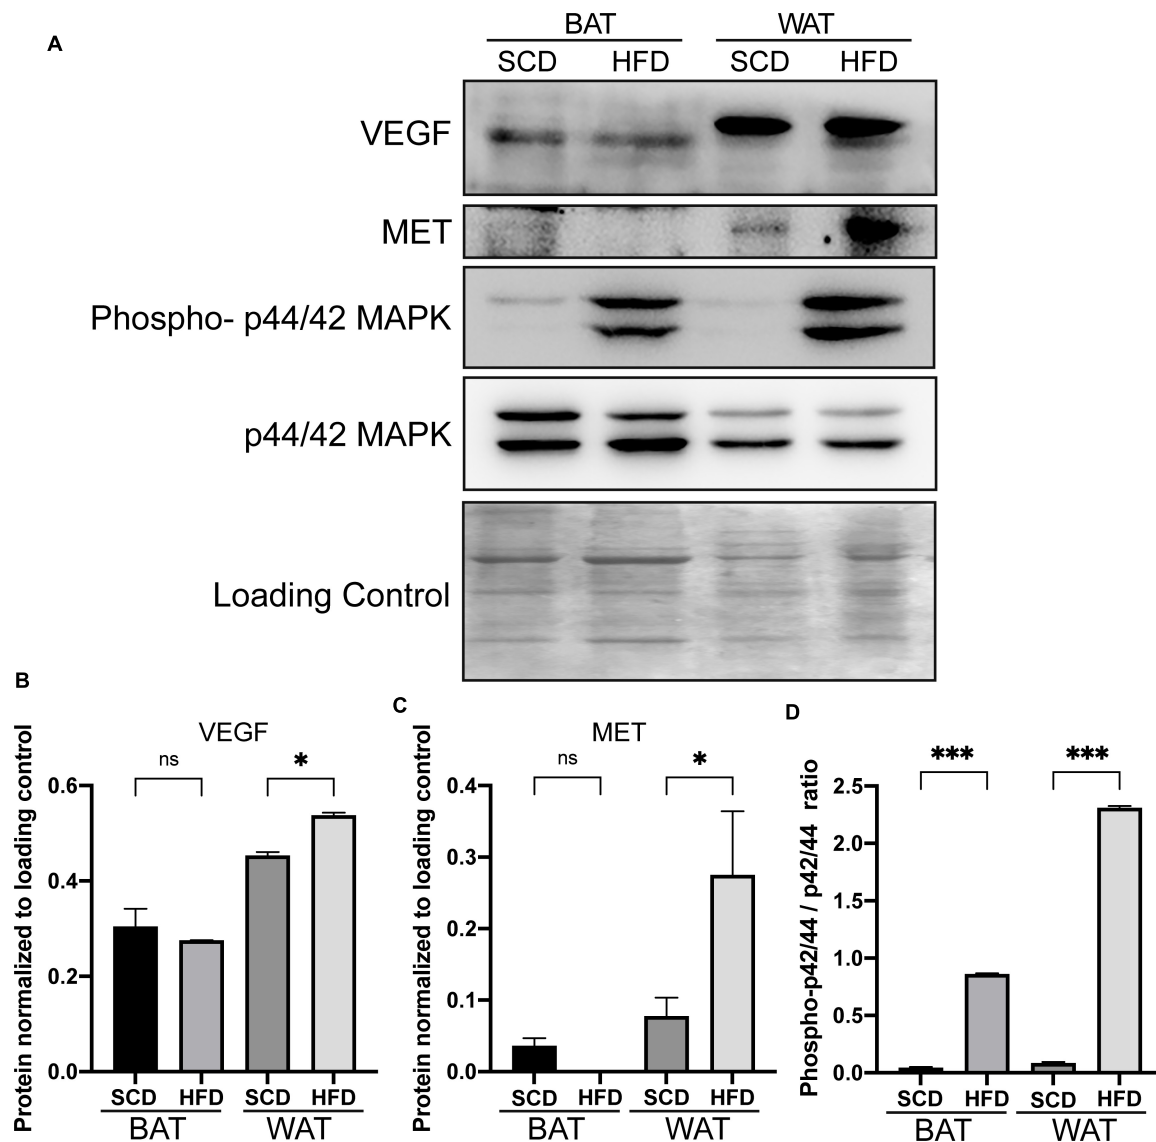 A
BAT WAT
SCD HFD SCD HFD
VEGF
MET
Phospho- p44/42 MAPK
p44/42 MAPK
Loading Control
B
VEGF
Protein normalized to loading control
ns *
0.6
0.4
0.2
0.0
SCD HFD SCD HFD
BAT WAT
C
MET
Protein normalized to loading control
ns *
0.4
0.3
0.2
0.1
0.0
SCD HFD SCD HFD
BAT WAT
D
Phospho-p42/44 / p42/44 ratio
*** ***
2.5
2.0
1.5
1.0
0.5
0.0
SCD HFD SCD HFD
BAT WAT